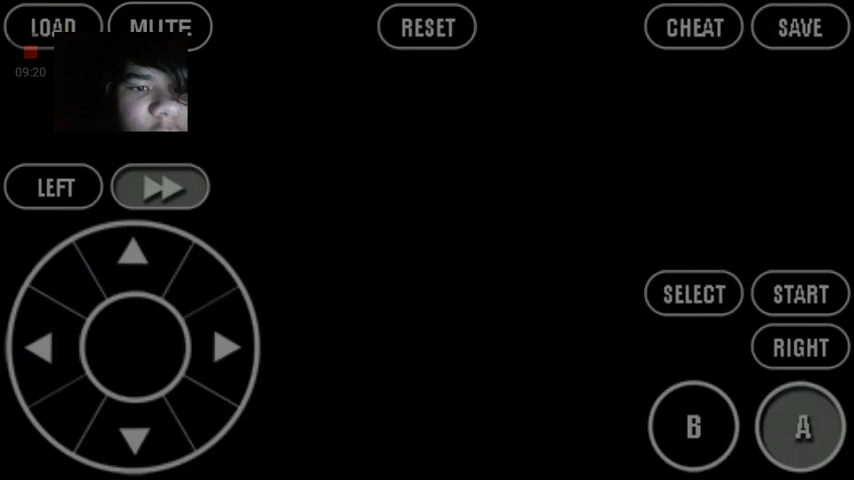 LOAD MUTE RESET CHEAT SAVE
09:20
LEFT
SELECT START
RIGHT
B A